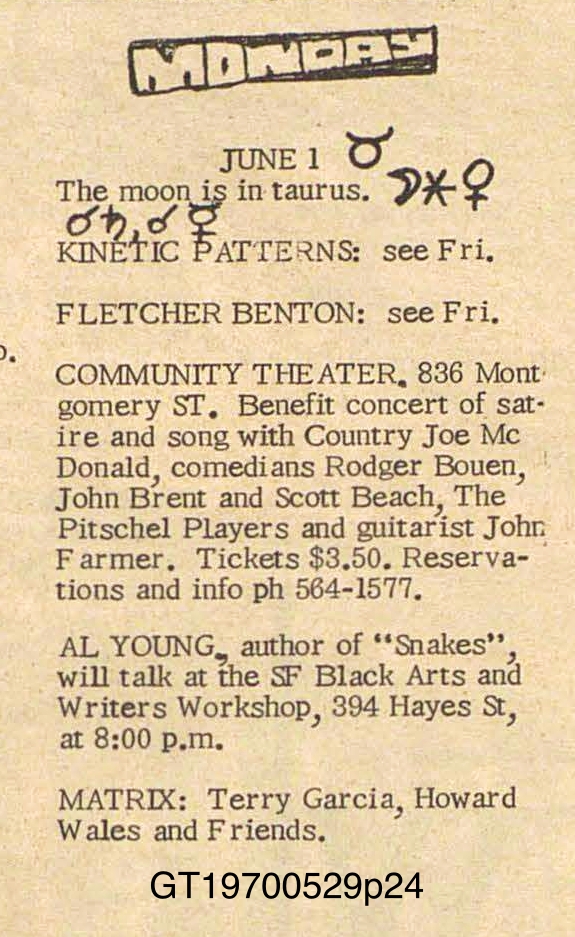 MONDAY
JUNE 1 ♉
The moon is in taurus. ☽⚹♀
♂♄, ♂☿
KINETIC PATTERNS: see Fri.
FLETCHER BENTON: see Fri.
o.
COMMUNITY THEATER. 836 Mont-
gomery ST. Benefit concert of sat-
ire and song with Country Joe Mc
Donald, comedians Rodger Bouen,
John Brent and Scott Beach, The
Pitschel Players and guitarist John
Farmer. Tickets $3.50. Reserva-
tions and info ph 564-1577.
AL YOUNG, author of "Snakes",
will talk at the SF Black Arts and
Writers Workshop, 394 Hayes St,
at 8:00 p.m.
MATRIX: Terry Garcia, Howard
Wales and Friends.
GT19700529p24